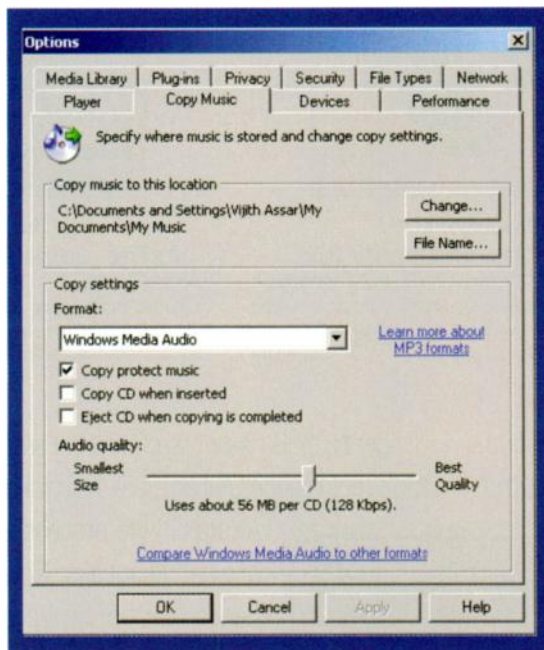 Options
Media Library Plug-ins Privacy Security File Types Network
Player Copy Music Devices Performance
Specify where music is stored and change copy settings.
Copy music to this location
C:\Documents and Settings\Vijith Assar\My
Documents\My Music
Change...
File Name...
Copy settings
Format:
Windows Media Audio
Learn more about
MP3 formats
Copy protect music
Copy CD when inserted
Eject CD when copying is completed
Audio quality:
Smallest
Size
Best
Quality
Uses about 56 MB per CD (128 Kbps).
Compare Windows Media Audio to other formats
OK Cancel Apply Help